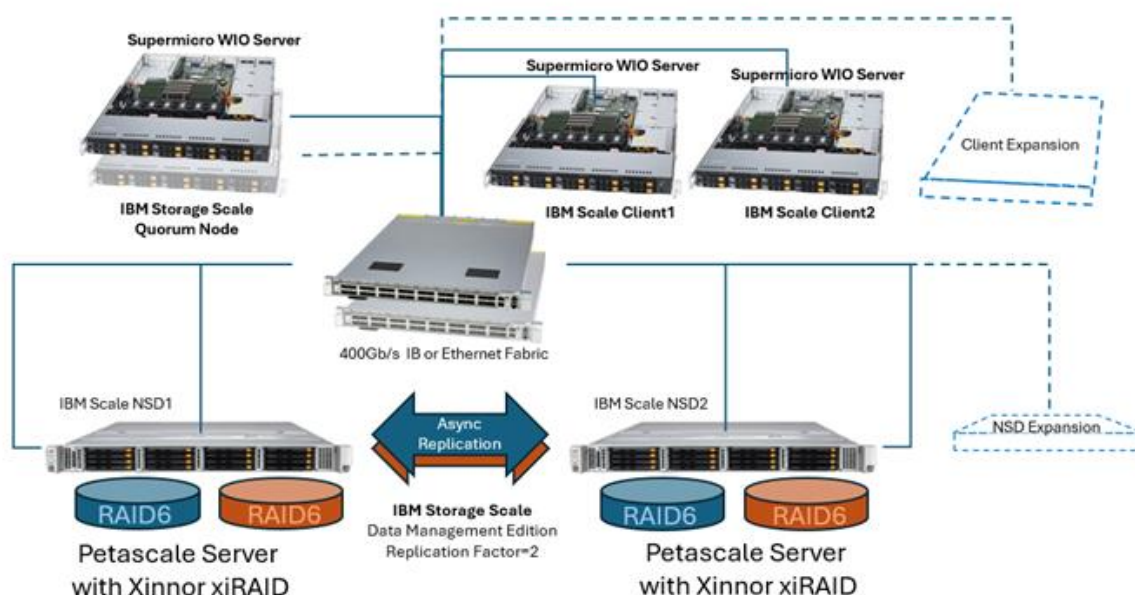 Supermicro WIO Server
Supermicro WIO Server
Supermicro WIO Server
Client Expansion
IBM Storage Scale
Quorum Node
IBM Scale Client1
IBM Scale Client2
400Gb/s IB or Ethernet Fabric
IBM Scale NSD1
Async
Replication
IBM Scale NSD2
NSD Expansion
RAID6
RAID6
IBM Storage Scale
Data Management Edition
Replication Factor=2
RAID6
RAID6
Petascale Server
with Xinnor xiRAID
Petascale Server
with Xinnor xiRAID